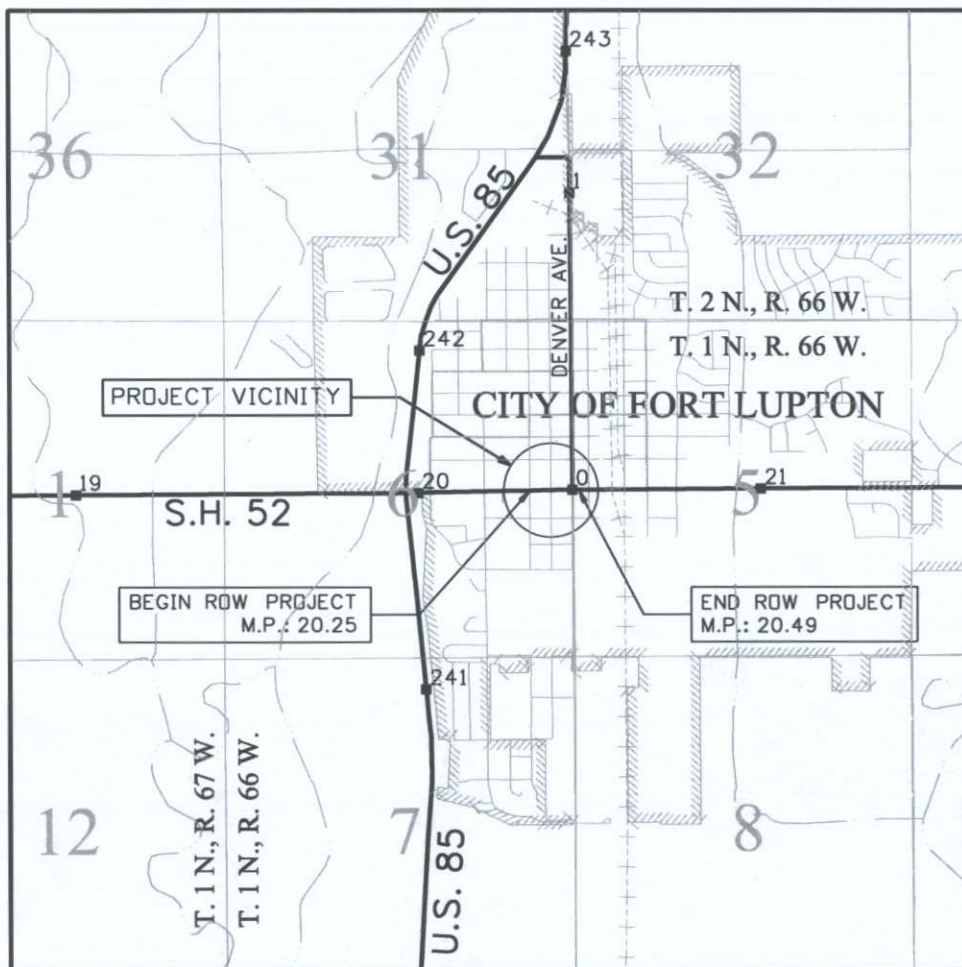 243
36
31
32
1
U.S. 85
DENVER AVE.
T. 2 N., R. 66 W.
T. 1 N., R. 66 W.
242
PROJECT VICINITY
CITY OF FORT LUPTON
1
19
S.H. 52
6
20
0
5
21
BEGIN ROW PROJECT
M.P.: 20.25
END ROW PROJECT
M.P.: 20.49
241
12
T. 1 N., R. 67 W.
T. 1 N., R. 66 W.
7
U.S. 85
8